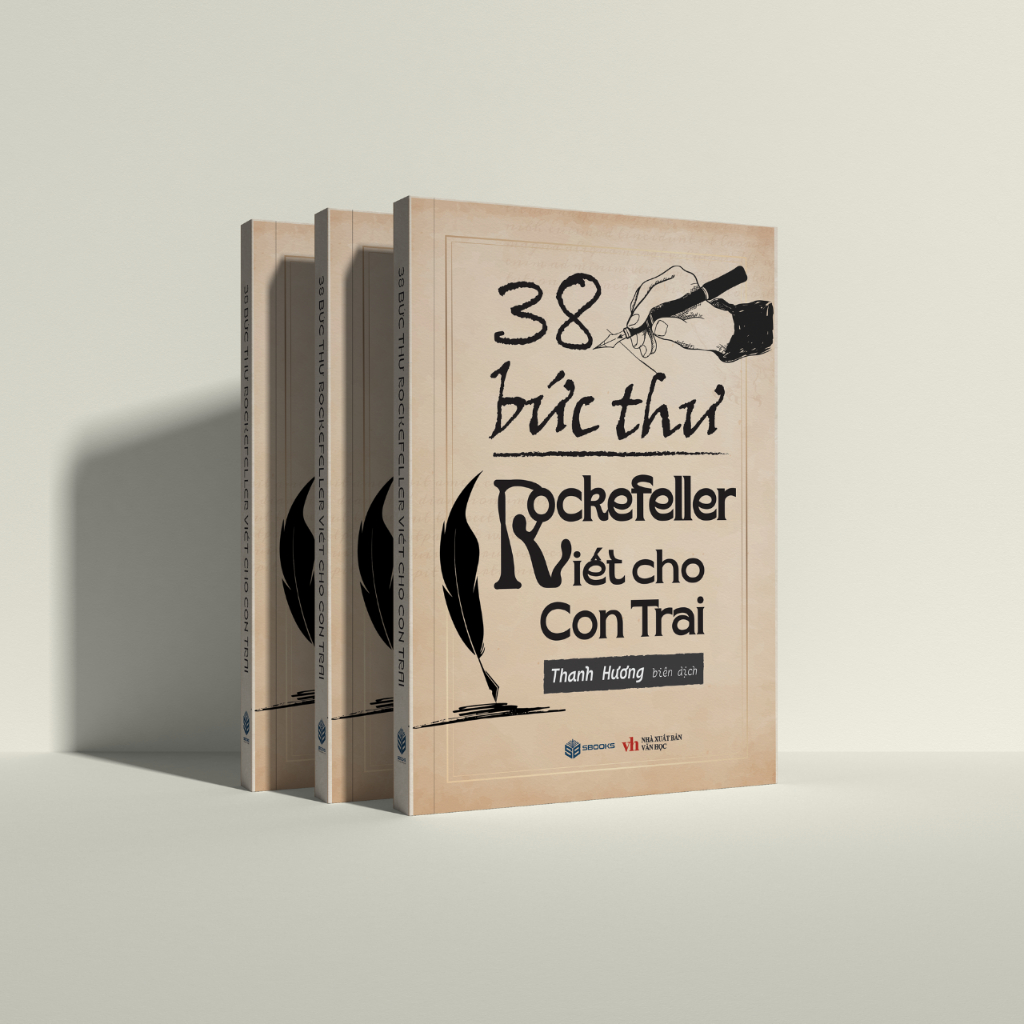 38 BỨC THƯ ROCKEFELLER VIẾT CHO CON TRAI
38 BỨC THƯ ROCKEFELLER VIẾT CHO CON TRAI
38 BỨC THƯ ROCKEFELLER VIẾT CHO CON TRAI
38
bức thư
Rockefeller
Viết cho
Con Trai
Thanh Hương biên dịch
SBOOKS
vh NHÀ XUẤT BẢN
VĂN HỌC